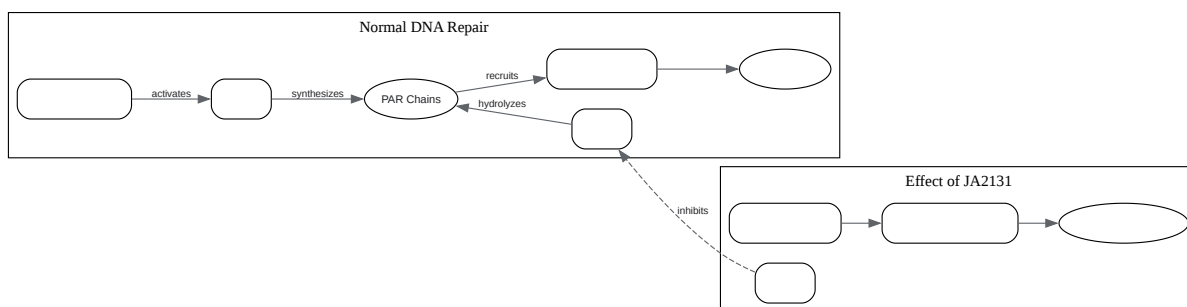 Normal DNA Repair
activates
synthesizes
PAR Chains
recruits
hydrolyzes
inhibits
Effect of JA2131